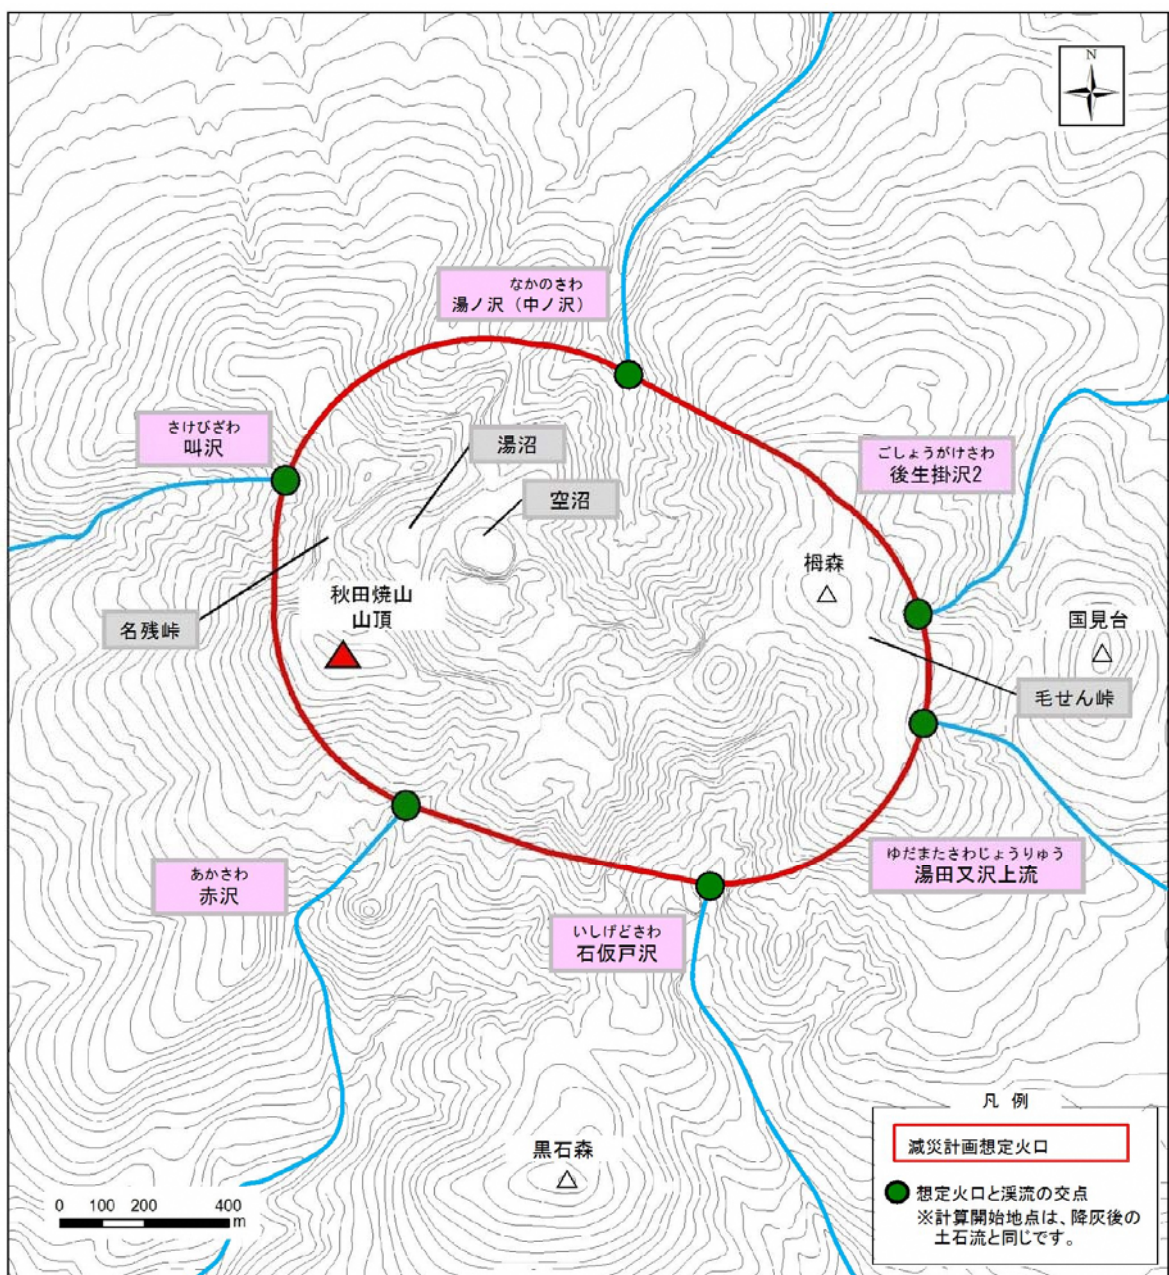 N
なかのさわ
湯ノ沢（中ノ沢）
さけびざわ
叫沢
湯沼
ごしょうがけさわ
後生掛沢2
空沼
栂森
秋田焼山
山頂
名残峠
国見台
毛せん峠
あかさわ
赤沢
ゆだまたさわじょうりゅう
湯田又沢上流
いしげどさわ
石仮戸沢
黒石森
凡 例
減災計画想定火口
想定火口と渓流の交点
※計算開始地点は、降灰後の
土石流と同じです。
0 100 200 400
m